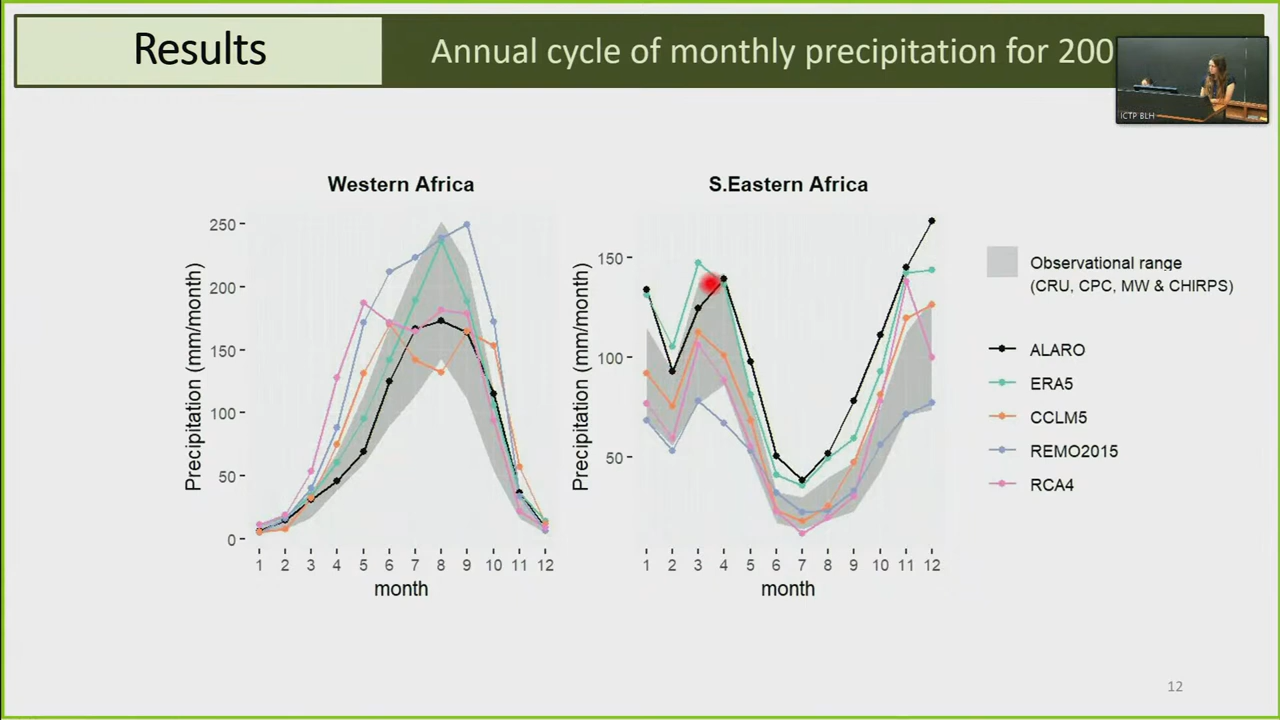 Results
Annual cycle of monthly precipitation for 200
ICTP BLH
Western Africa
Precipitation (mm/month)
250
200
150
100
50
0
1 2 3 4 5 6 7 8 9 10 11 12
month
S.Eastern Africa
Precipitation (mm/month)
150
100
50
1 2 3 4 5 6 7 8 9 10 11 12
month
Observational range
(CRU, CPC, MW & CHIRPS)
ALARO
ERA5
CCLM5
REMO2015
RCA4
12